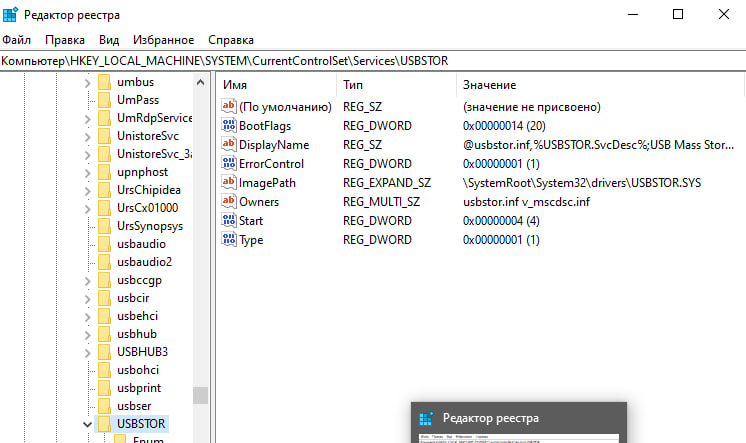 Редактор реестра
Файл Правка Вид Избранное Справка
Компьютер\HKEY_LOCAL_MACHINE\SYSTEM\CurrentControlSet\Services\USBSTOR
umbus
UmPass
UmRdpService
UnistoreSvc
UnistoreSvc_3a
upnphost
UrsChipidea
UrsCx01000
UrsSynopsys
usbaudio
usbaudio2
usbccgp
usbcir
usbehci
usbhub
USBHUB3
usbohci
usbprint
usbser
USBSTOR
Enum
Имя Тип Значение
(По умолчанию) REG_SZ (значение не присвоено)
BootFlags REG_DWORD 0x00000014 (20)
DisplayName REG_SZ @usbstor.inf,%USBSTOR.SvcDesc%;USB Mass Stor...
ErrorControl REG_DWORD 0x00000001 (1)
ImagePath REG_EXPAND_SZ \SystemRoot\System32\drivers\USBSTOR.SYS
Owners REG_MULTI_SZ usbstor.inf v_mscdsc.inf
Start REG_DWORD 0x00000004 (4)
Type REG_DWORD 0x00000001 (1)
Редактор реестра